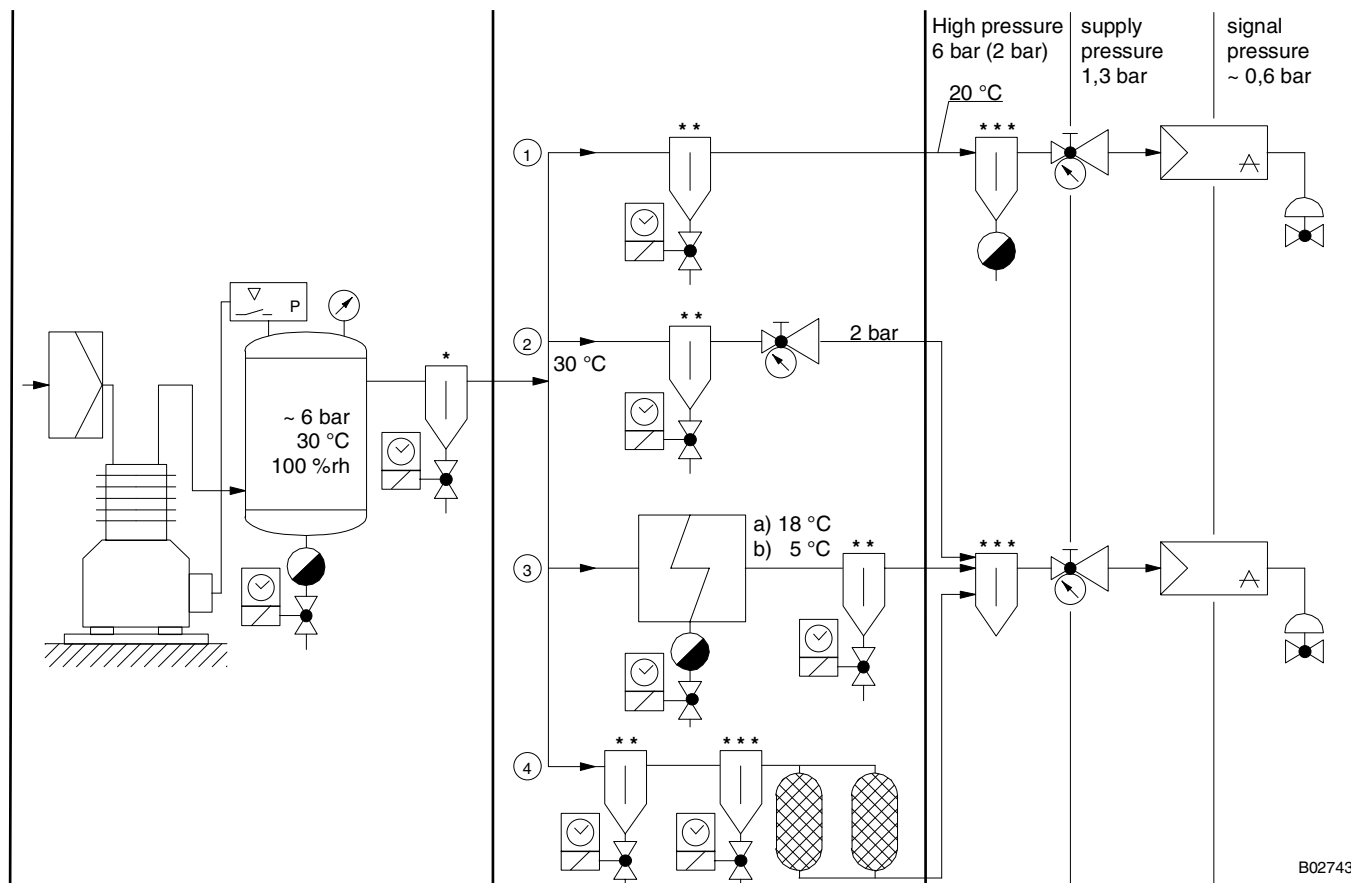 High pressure
6 bar (2 bar)
supply
pressure
1,3 bar
signal
pressure
~ 0,6 bar
20 °C
* *
* * *
1
* *
P
2
2 bar
30 °C
*
~ 6 bar
30 °C
100 %rh
a) 18 °C
b) 5 °C
* *
* * *
3
* *
* * *
4
B02743